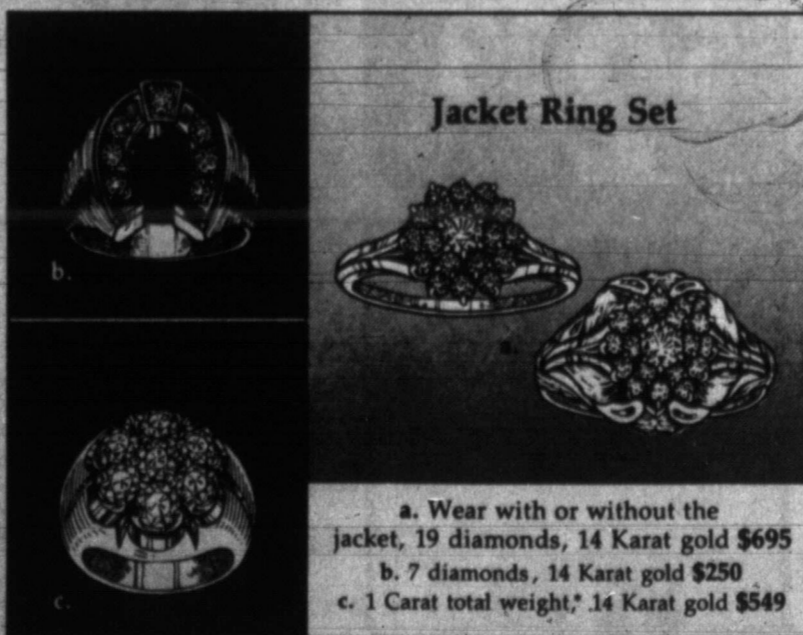 Jacket Ring Set
b.
a.
c.
a. Wear with or without the
jacket, 19 diamonds, 14 Karat gold $695
b. 7 diamonds, 14 Karat gold $250
c. 1 Carat total weight,* 14 Karat gold $549